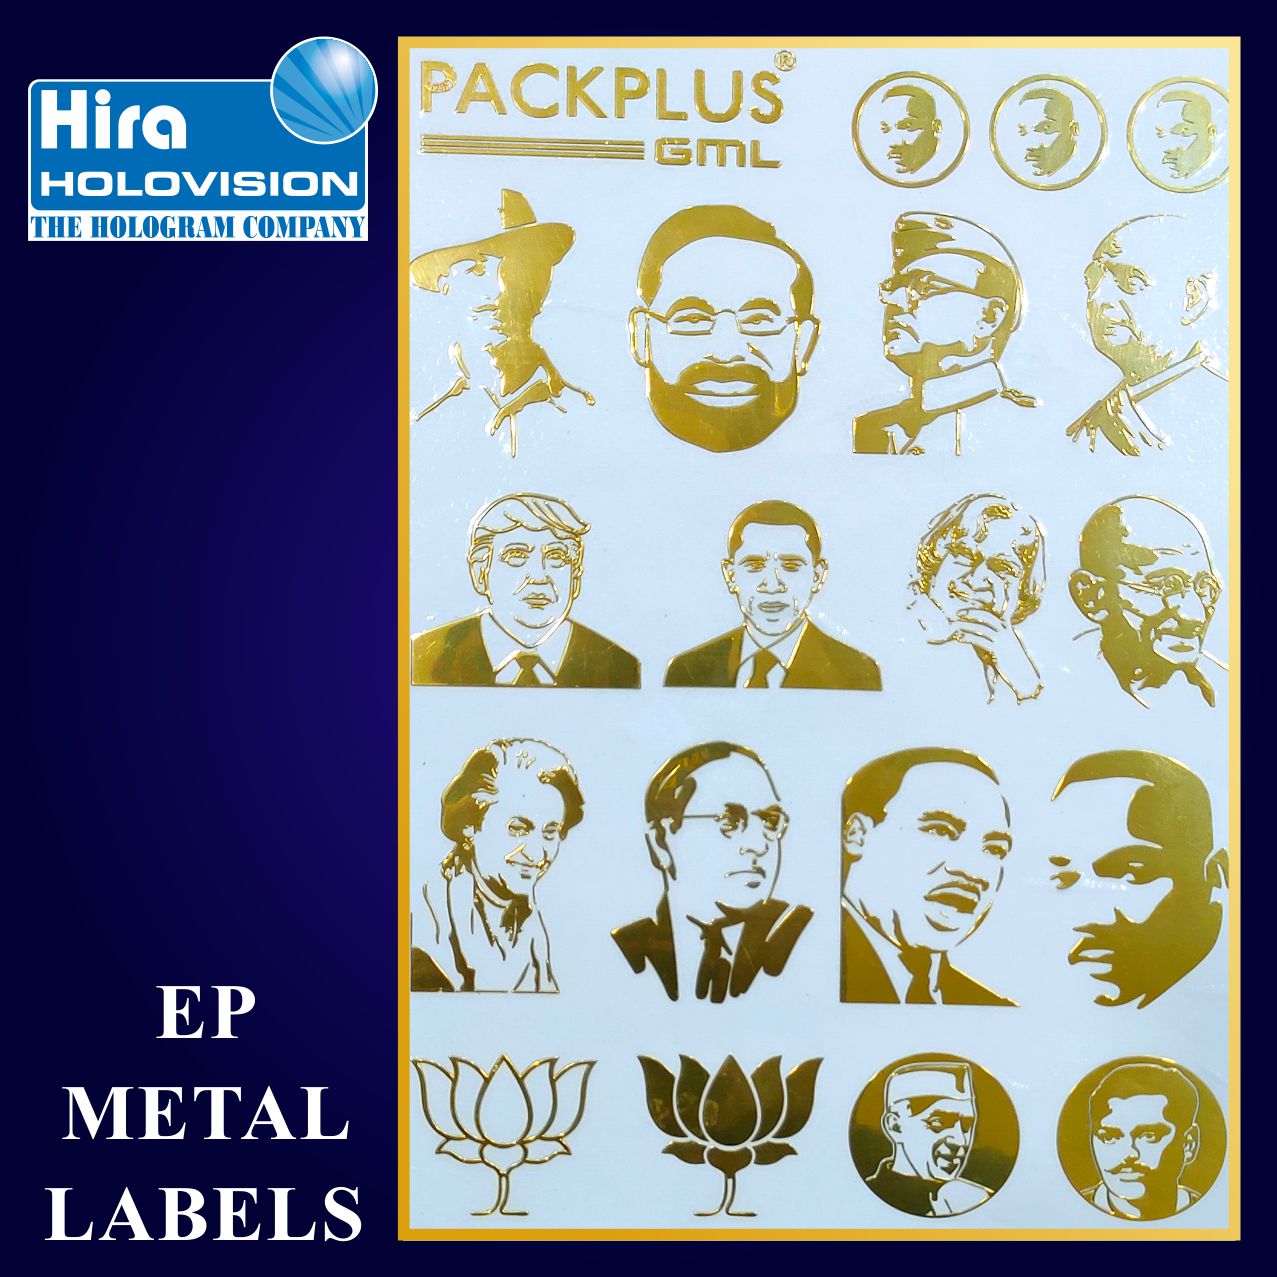 Hira
HOLOVISION
THE HOLOGRAM COMPANY
PACKPLUS®
GML
EP
METAL
LABELS